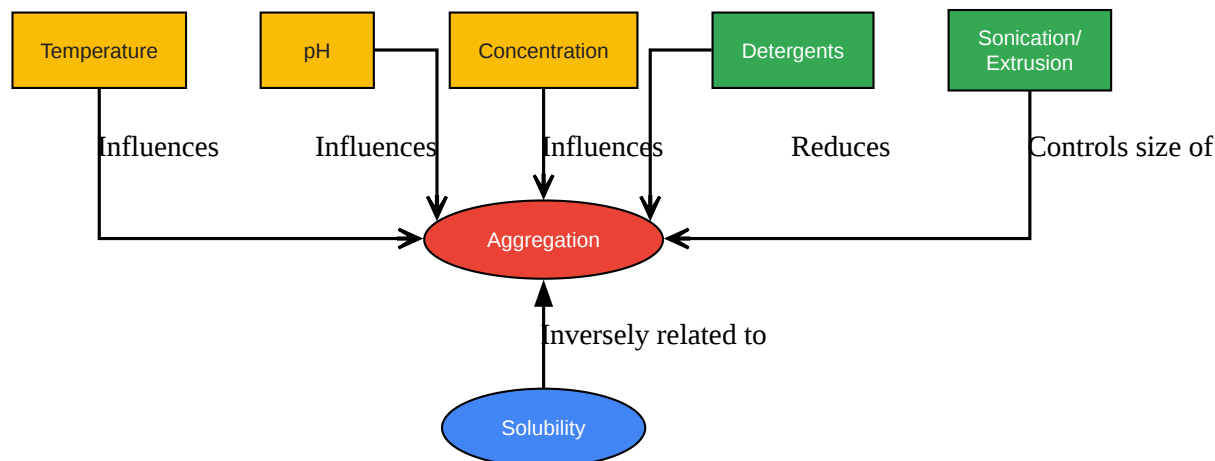 Temperature
pH
Concentration
Detergents
Sonication/
Extrusion
Influences
Influences
Influences
Reduces
Controls size of
Aggregation
Inversely related to
Solubility